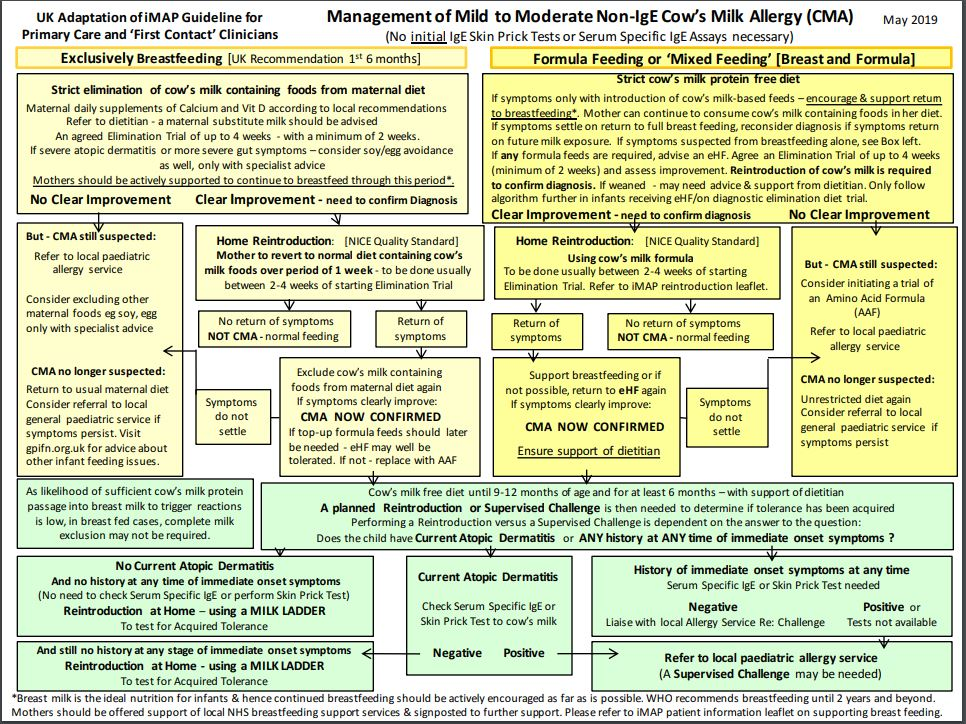 UK Adaptation of iMAP Guideline for
Primary Care and ‘First Contact’ Clinicians
Management of Mild to Moderate Non-IgE Cow’s Milk Allergy (CMA)
(No initial IgE Skin Prick Tests or Serum Specific IgE Assays necessary)
May 2019
Exclusively Breastfeeding [UK Recommendation 1st 6 months]
Strict elimination of cow’s milk containing foods from maternal diet
Maternal daily supplements of Calcium and Vit D according to local recommendations
Refer to dietitian - a maternal substitute milk should be advised
An agreed Elimination Trial of up to 4 weeks - with a minimum of 2 weeks.
If severe atopic dermatitis or more severe gut symptoms – consider soy/egg avoidance
as well, only with specialist advice
Mothers should be actively supported to continue to breastfeed through this period*.
No Clear Improvement
Clear Improvement - need to confirm Diagnosis
Formula Feeding or ‘Mixed Feeding’ [Breast and Formula]
Strict cow’s milk protein free diet
If symptoms only with introduction of cow’s milk-based feeds – encourage & support return
to breastfeeding*. Mother can continue to consume cow’s milk containing foods in her diet.
If symptoms settle on return to full breast feeding, reconsider diagnosis if symptoms return
on future milk exposure. If symptoms suspected from breastfeeding alone, see Box left.
If any formula feeds are required, advise an eHF. Agree an Elimination Trial of up to 4 weeks
(minimum of 2 weeks) and assess improvement. Reintroduction of cow’s milk is required
to confirm diagnosis. If weaned - may need advice & support from dietitian. Only follow
algorithm further in infants receiving eHF/on diagnostic elimination diet trial.
Clear Improvement - need to confirm diagnosis
No Clear Improvement
But - CMA still suspected:
Refer to local paediatric
allergy service
Consider excluding other
maternal foods eg soy, egg
only with specialist advice
CMA no longer suspected:
Return to usual maternal diet
Consider referral to local
general paediatric service if
symptoms persist. Visit
gpifn.org.uk for advice about
other infant feeding issues.
Home Reintroduction: [NICE Quality Standard]
Mother to revert to normal diet containing cow’s
milk foods over period of 1 week - to be done usually
between 2-4 weeks of starting Elimination Trial
No return of symptoms
NOT CMA - normal feeding
Return of
symptoms
Symptoms
do not
settle
Exclude cow’s milk containing
foods from maternal diet again
If symptoms clearly improve:
CMA NOW CONFIRMED
If top-up formula feeds should later
be needed - eHF may well be
tolerated. If not - replace with AAF
Home Reintroduction: [NICE Quality Standard]
Using cow’s milk formula
To be done usually between 2-4 weeks of starting
Elimination Trial. Refer to iMAP reintroduction leaflet.
Return of
symptoms
No return of symptoms
NOT CMA - normal feeding
Support breastfeeding or if
not possible, return to eHF again
If symptoms clearly improve:
CMA NOW CONFIRMED
Ensure support of dietitian
Symptoms
do not
settle
But - CMA still suspected:
Consider initiating a trial of
an Amino Acid Formula
(AAF)
Refer to local paediatric
allergy service
CMA no longer suspected:
Unrestricted diet again
Consider referral to local
general paediatric service if
symptoms persist
As likelihood of sufficient cow’s milk protein
passage into breast milk to trigger reactions
is low, in breast fed cases, complete milk
exclusion may not be required.
Cow’s milk free diet until 9-12 months of age and for at least 6 months – with support of dietitian
A planned Reintroduction or Supervised Challenge is then needed to determine if tolerance has been acquired
Performing a Reintroduction versus a Supervised Challenge is dependent on the answer to the question:
Does the child have Current Atopic Dermatitis or ANY history at ANY time of immediate onset symptoms ?
No Current Atopic Dermatitis
And no history at any time of immediate onset symptoms
(No need to check Serum Specific IgE or perform Skin Prick Test)
Reintroduction at Home – using a MILK LADDER
To test for Acquired Tolerance
And still no history at any stage of immediate onset symptoms
Reintroduction at Home - using a MILK LADDER
To test for Acquired Tolerance
Current Atopic Dermatitis
Check Serum Specific IgE or
Skin Prick Test to cow’s milk
Negative Positive
History of immediate onset symptoms at any time
Serum Specific IgE or Skin Prick Test needed
Negative
Liaise with local Allergy Service Re: Challenge
Positive or
Tests not available
Refer to local paediatric allergy service
(A Supervised Challenge may be needed)
*Breast milk is the ideal nutrition for infants & hence continued breastfeeding should be actively encouraged as far as is possible. WHO recommends breastfeeding until 2 years and beyond.
Mothers should be offered support of local NHS breastfeeding support services & signposted to further support. Please refer to iMAP patient information leaflet on supporting breast feeding.